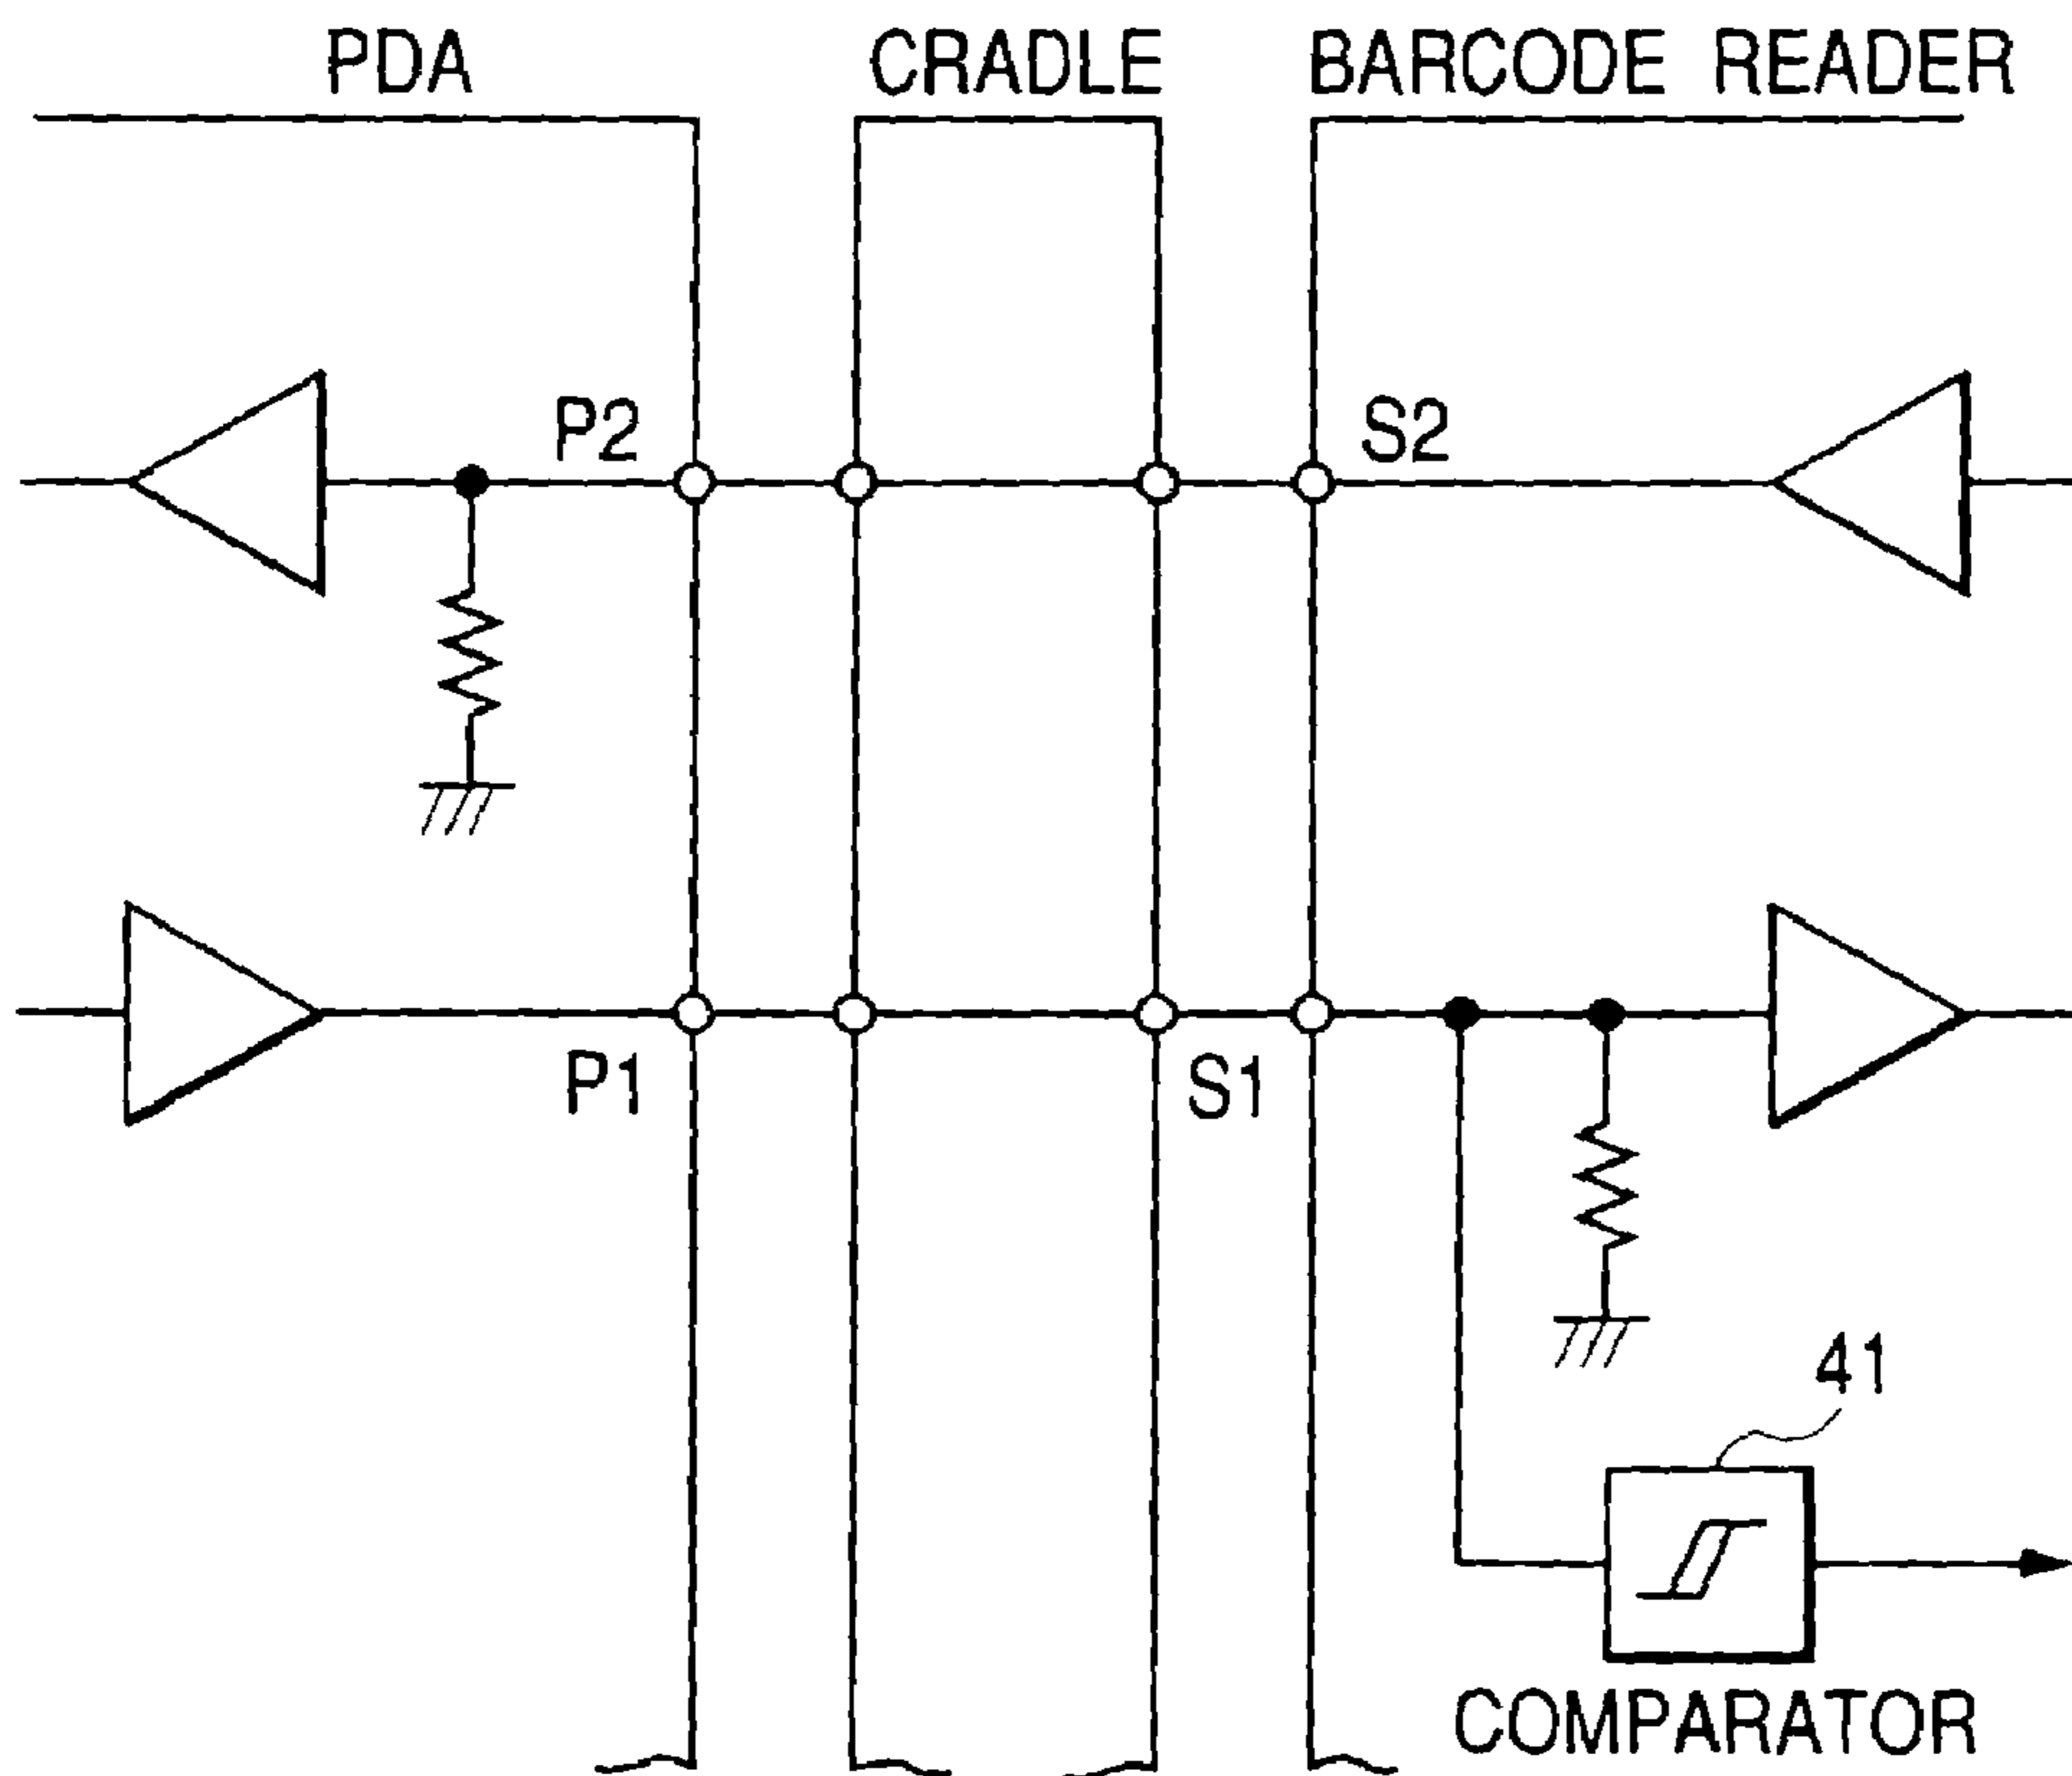 PDA
CRADLE
BARCODE READER
P2
S2
P1
S1
41
COMPARATOR